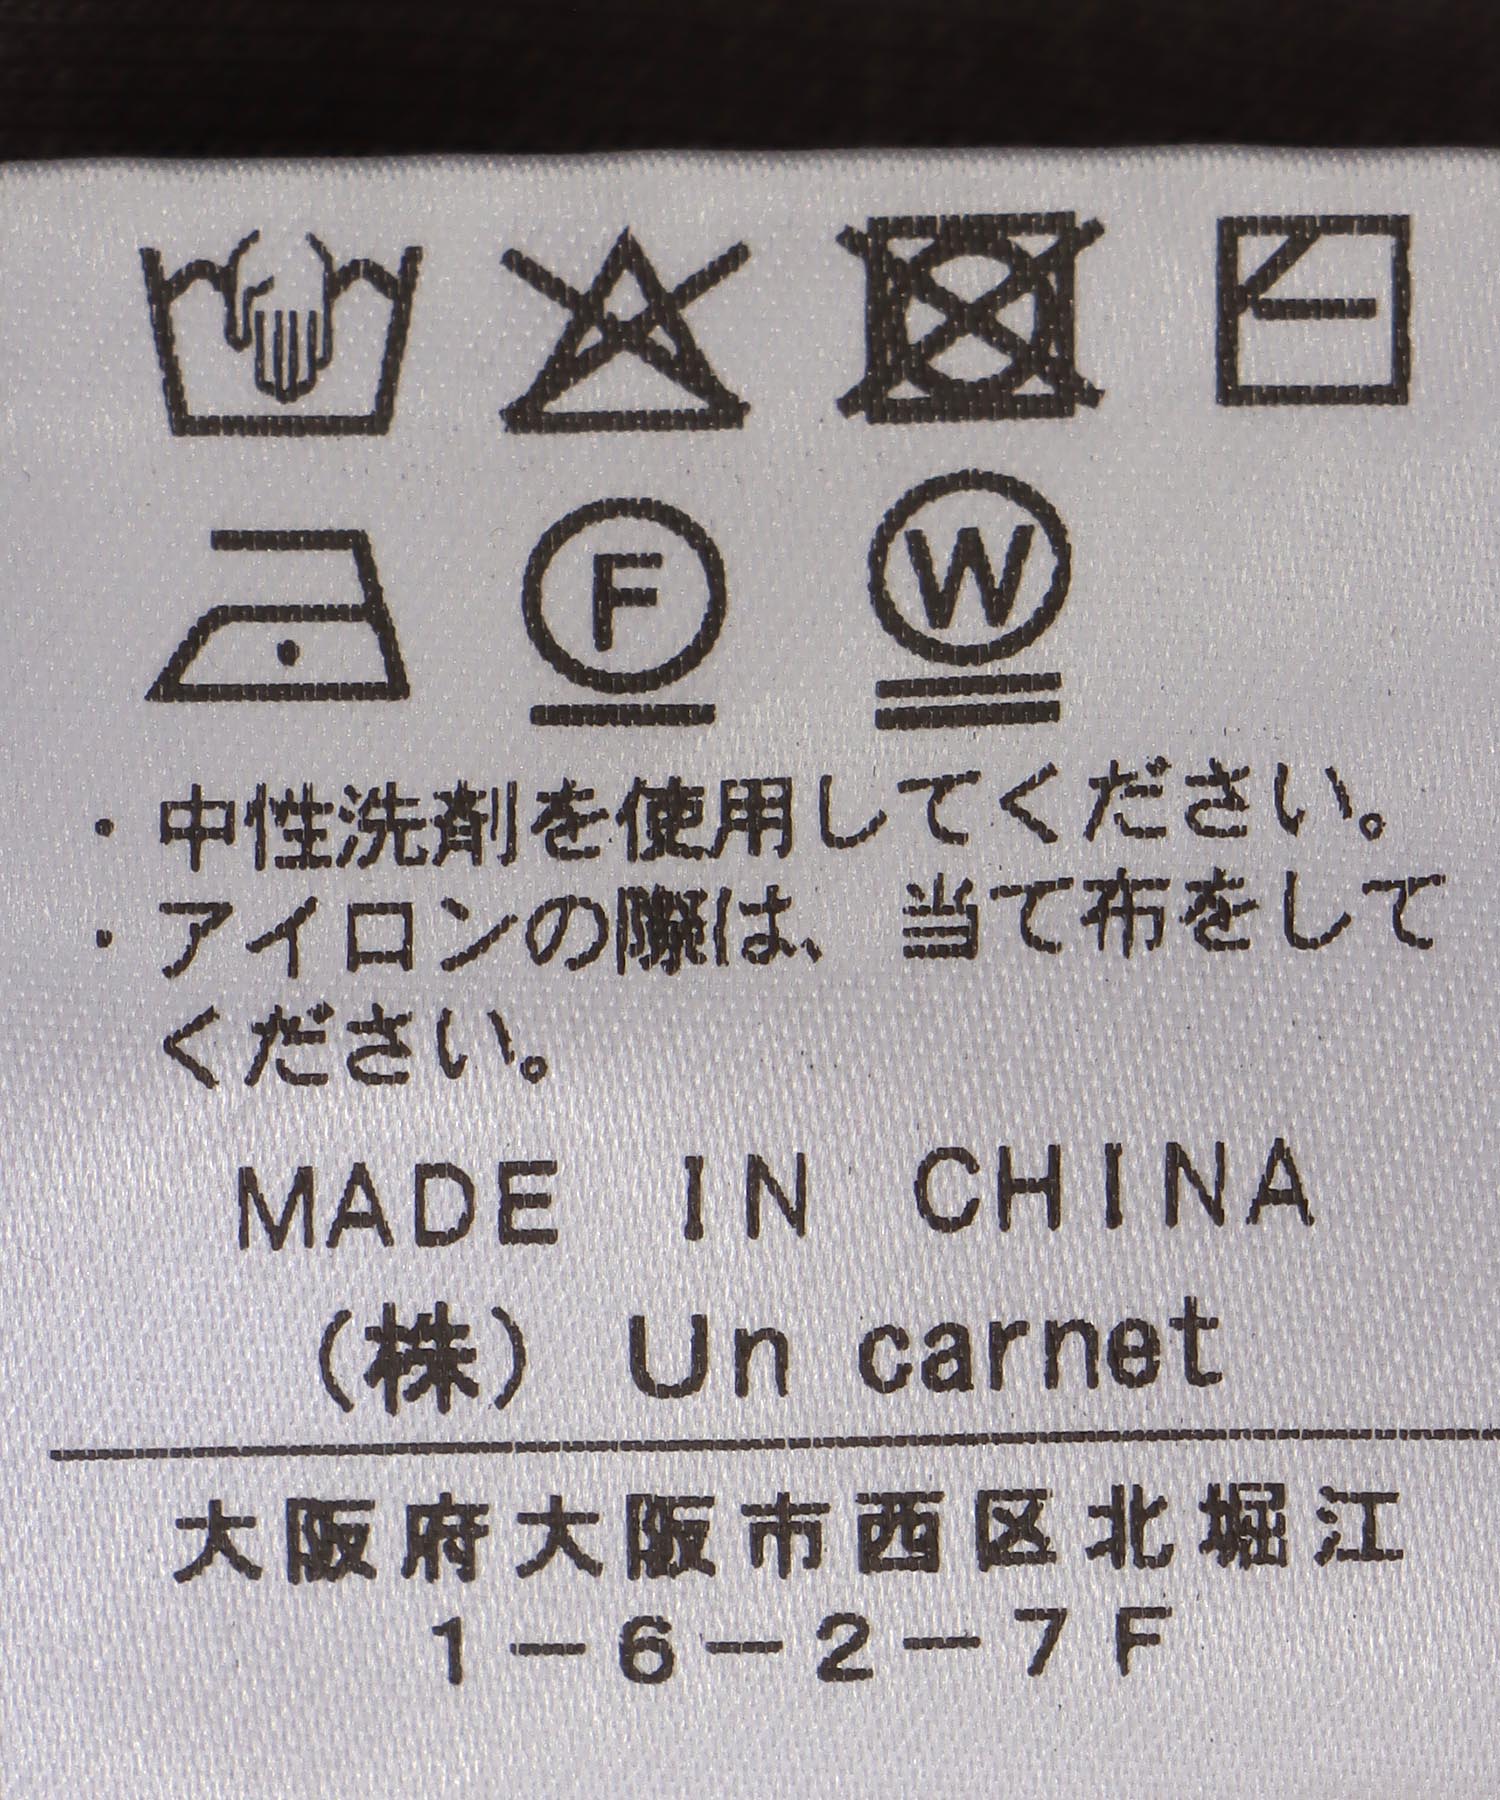 F W
・中性洗剤を使用してください。
・アイロンの際は、当て布をして
ください。
MADE IN CHINA
(株) Un carnet
大阪府大阪市西区北堀江
1－6－2－7F